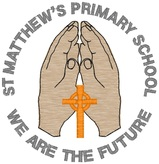 ST MATTHEW'S PRIMARY SCHOOL
WE ARE THE FUTURE